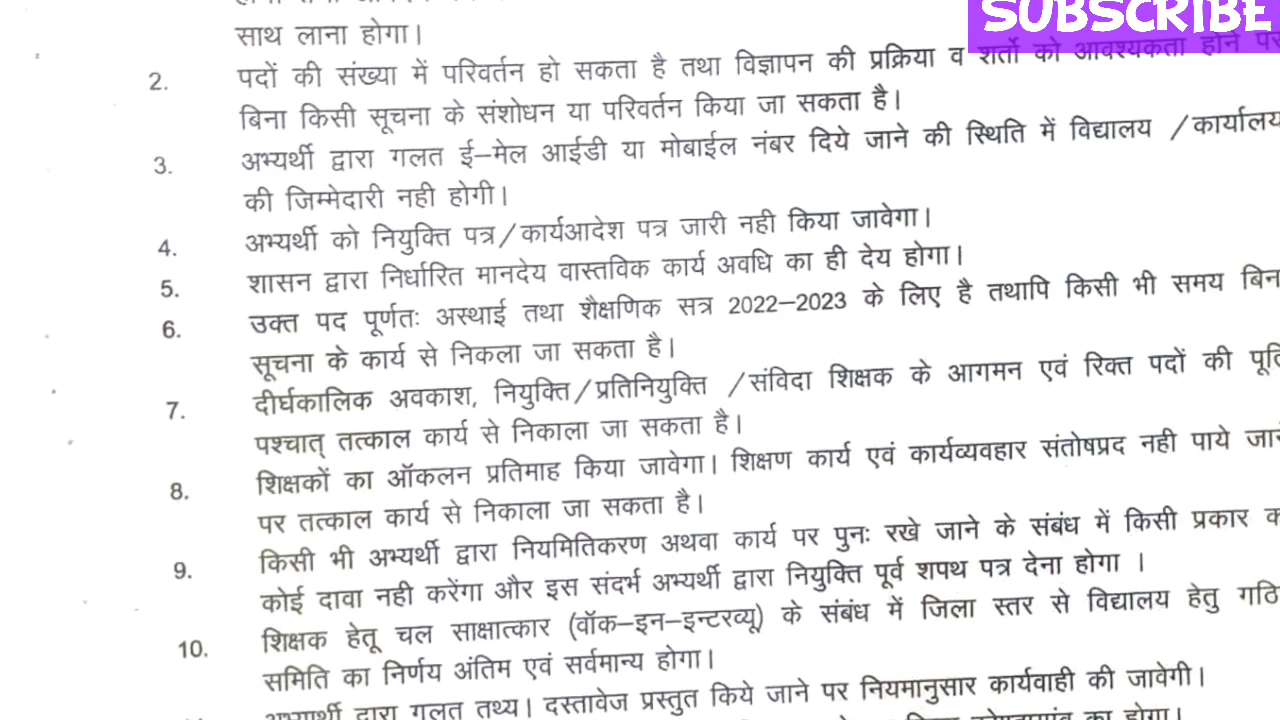 SUBSCRIBE
साथ लाना होगा।
2. पदों की संख्या में परिवर्तन हो सकता है तथा विज्ञापन की प्रक्रिया व शर्तो को आवश्यकता होने पर
बिना किसी सूचना के संशोधन या परिवर्तन किया जा सकता है।
3. अभ्यर्थी द्वारा गलत ई–मेल आईडी या मोबाईल नंबर दिये जाने की स्थिति में विद्यालय /कार्यालय
की जिम्मेदारी नही होगी।
4. अभ्यर्थी को नियुक्ति पत्र/कार्यआदेश पत्र जारी नही किया जावेगा।
5. शासन द्वारा निर्धारित मानदेय वास्तविक कार्य अवधि का ही देय होगा।
6. उक्त पद पूर्णतः अस्थाई तथा शैक्षणिक सत्र 2022–2023 के लिए है तथापि किसी भी समय बिन
सूचना के कार्य से निकला जा सकता है।
7. दीर्घकालिक अवकाश, नियुक्ति/प्रतिनियुक्ति /संविदा शिक्षक के आगमन एवं रिक्त पदों की पूर्ति
पश्चात् तत्काल कार्य से निकाला जा सकता है।
8. शिक्षकों का ऑकलन प्रतिमाह किया जावेगा। शिक्षण कार्य एवं कार्यव्यवहार संतोषप्रद नही पाये जाने
पर तत्काल कार्य से निकाला जा सकता है।
9. किसी भी अभ्यर्थी द्वारा नियमितिकरण अथवा कार्य पर पुनः रखे जाने के संबंध में किसी प्रकार क
कोई दावा नही करेंगा और इस संदर्भ अभ्यर्थी द्वारा नियुक्ति पूर्व शपथ पत्र देना होगा ।
10. शिक्षक हेतू चल साक्षात्कार (वॉक–इन–इन्टरव्यू) के संबंध में जिला स्तर से विद्यालय हेतु गठि
समिति का निर्णय अंतिम एवं सर्वमान्य होगा।
अभ्यर्थी द्वारा गलत तथ्य। दस्तावेज प्रस्तुत किये जाने पर नियमानुसार कार्यवाही की जावेगी।
का होगा।